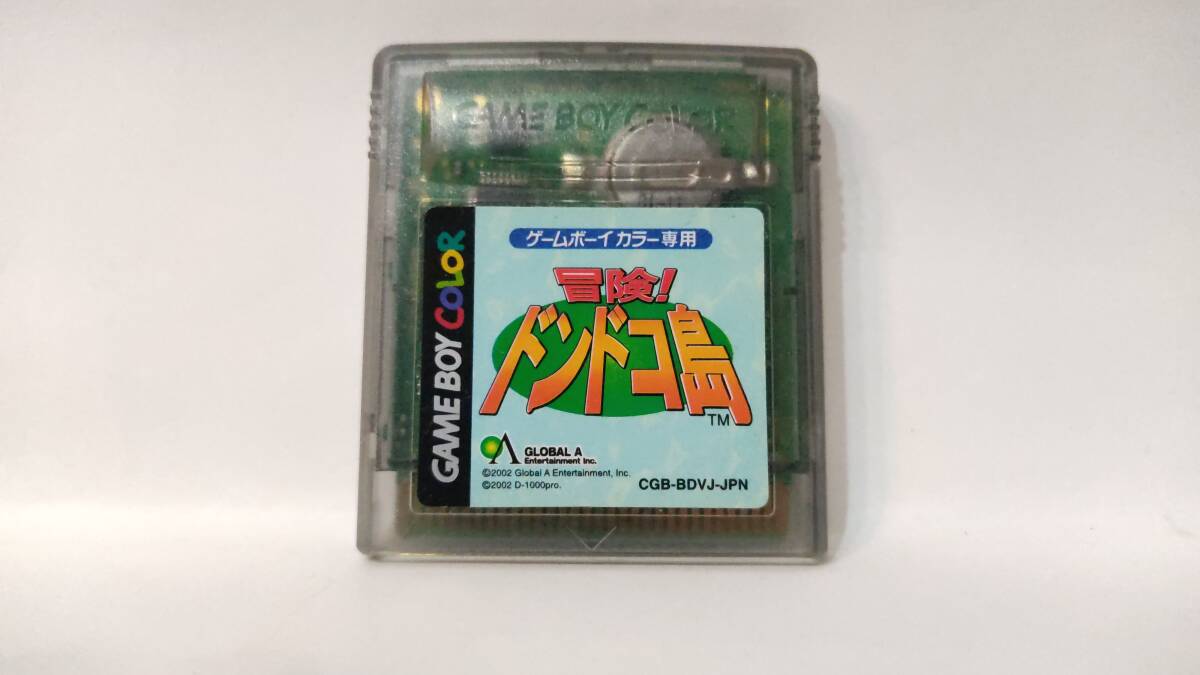 GAME BOY COLOR
GAME BOY COLOR
ゲームボーイカラー専用
冒険!
ドンドコ島
TM
GLOBAL A
Entertainment Inc.
©2002 Global A Entertainment, Inc.
©2002 D-1000pro.
CGB-BDVJ-JPN